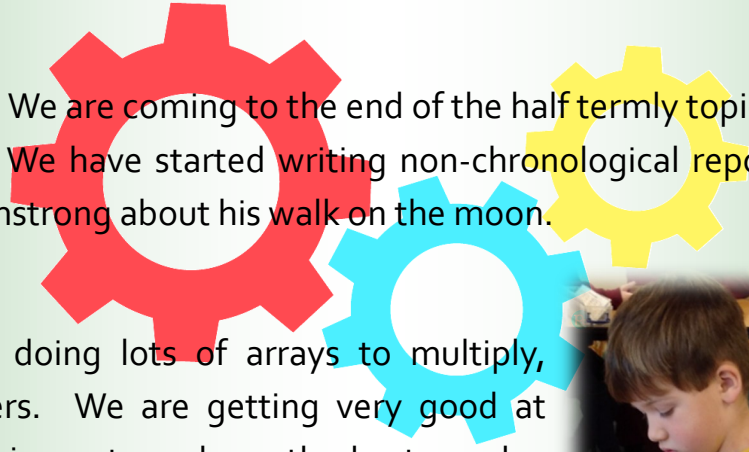 We are coming to the end of the half termly topi
We have started writing non-chronological repo
mstrong about his walk on the moon.
doing lots of arrays to multiply,
ers. We are getting very good at